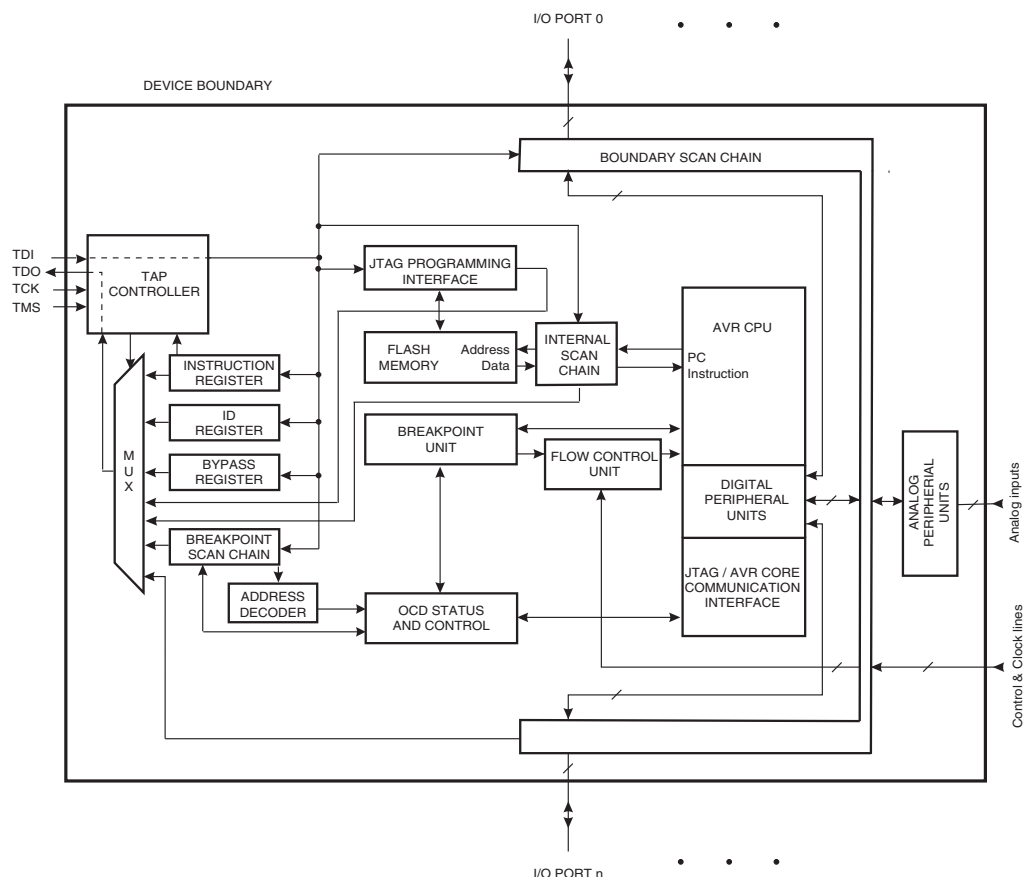 I/O PORT 0
DEVICE BOUNDARY
BOUNDARY SCAN CHAIN
TDI
TDO
TCK
TMS
TAP
CONTROLLER
JTAG PROGRAMMING
INTERFACE
AVR CPU
FLASH
MEMORY
Address
Data
INTERNAL
SCAN
CHAIN
PC
Instruction
INSTRUCTION
REGISTER
ID
REGISTER
BREAKPOINT
UNIT
FLOW CONTROL
UNIT
M
U
X
BYPASS
REGISTER
DIGITAL
PERIPHERAL
UNITS
ANALOG
PERIPHERIAL
UNITS
Analog inputs
BREAKPOINT
SCAN CHAIN
ADDRESS
DECODER
OCD STATUS
AND CONTROL
JTAG / AVR CORE
COMMUNICATION
INTERFACE
Control & Clock lines
I/O PORT n